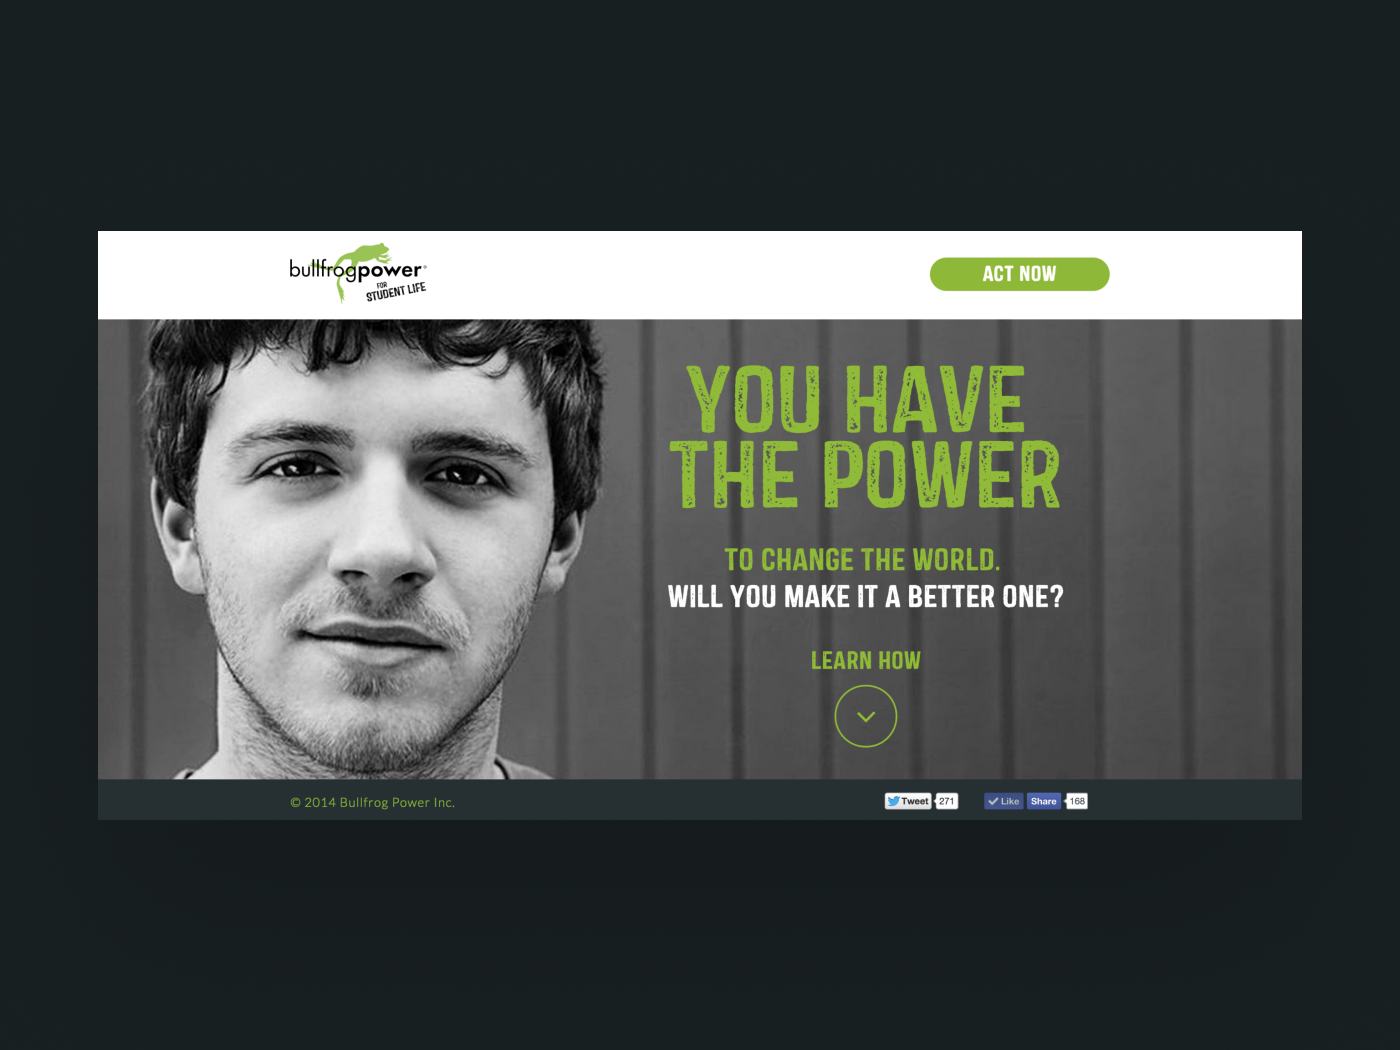 bullfrogpower®
FOR
STUDENT LIFE
ACT NOW
YOU HAVE
THE POWER
TO CHANGE THE WORLD.
WILL YOU MAKE IT A BETTER ONE?
LEARN HOW
© 2014 Bullfrog Power Inc.
Tweet 271 Like Share 168